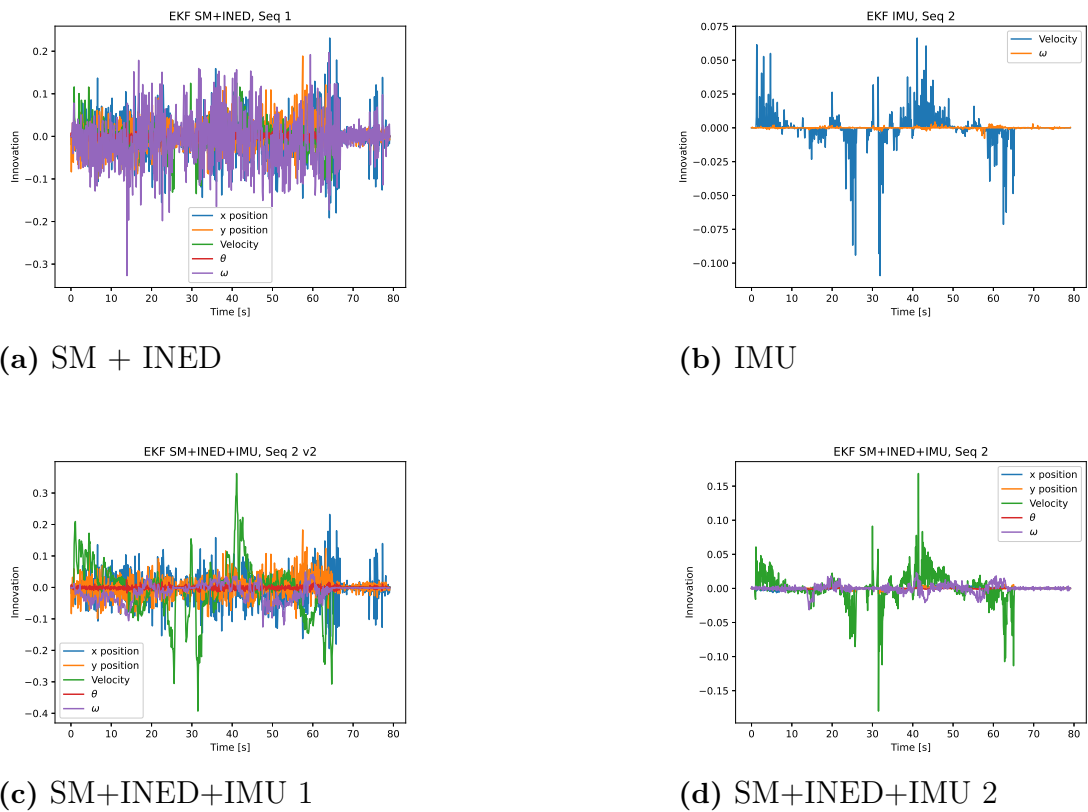 EKF SM+INED, Seq 1
0.2
0.1
0.0
−0.1
−0.2
−0.3
Innovation
x position
y position
Velocity
θ
ω
0 10 20 30 40 50 60 70 80
Time [s]
(a) SM + INED
EKF IMU, Seq 2
0.075
0.050
0.025
0.000
−0.025
−0.050
−0.075
−0.100
Innovation
Velocity
ω
0 10 20 30 40 50 60 70 80
Time [s]
(b) IMU
EKF SM+INED+IMU, Seq 2 v2
0.3
0.2
0.1
0.0
−0.1
−0.2
−0.3
−0.4
Innovation
x position
y position
Velocity
θ
ω
0 10 20 30 40 50 60 70 80
Time [s]
(c) SM+INED+IMU 1
EKF SM+INED+IMU, Seq 2
0.15
0.10
0.05
0.00
−0.05
−0.10
−0.15
Innovation
x position
y position
Velocity
θ
ω
0 10 20 30 40 50 60 70 80
Time [s]
(d) SM+INED+IMU 2